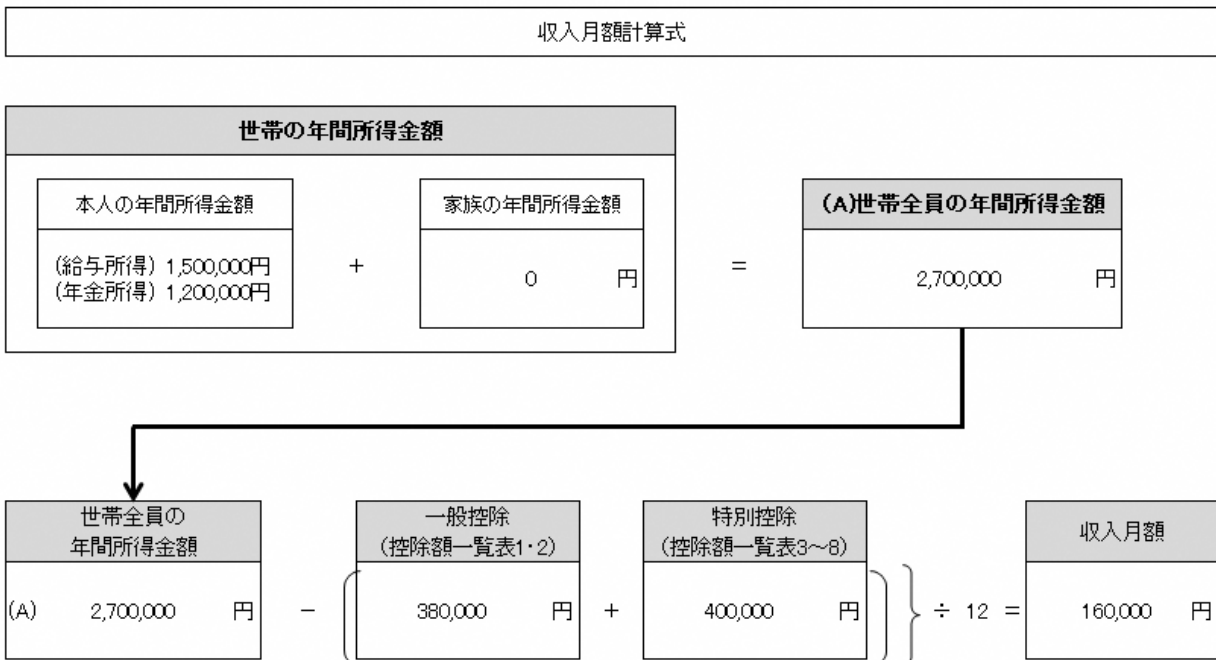 収入月額計算式
世帯の年間所得金額
本人の年間所得金額
(給与所得) 1,500,000円
(年金所得) 1,200,000円
+
家族の年間所得金額
0 円
=
(A)世帯全員の年間所得金額
2,700,000 円
世帯全員の
年間所得金額
(A) 2,700,000 円
−
一般控除
(控除額一覧表1・2)
( 380,000 円
+
特別控除
(控除額一覧表3〜8)
400,000 円 ) } ÷ 12 =
収入月額
160,000 円